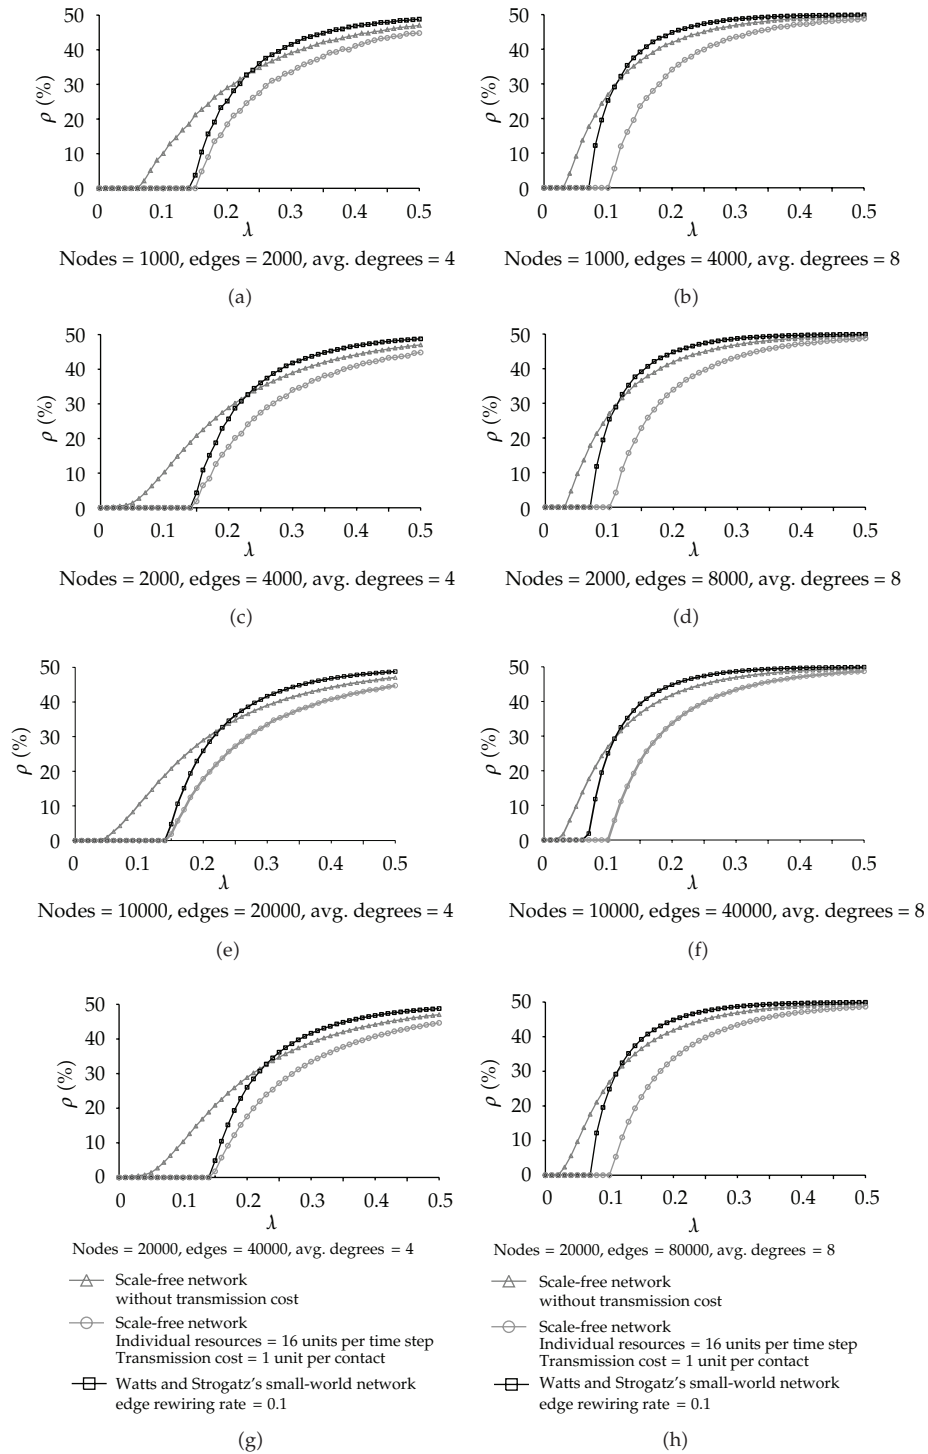 50
40
30
20
10
0
ρ (%)
0 0.1 0.2 0.3 0.4 0.5
λ
Nodes = 1000, edges = 2000, avg. degrees = 4
(a)
50
40
30
20
10
0
ρ (%)
0 0.1 0.2 0.3 0.4 0.5
λ
Nodes = 1000, edges = 4000, avg. degrees = 8
(b)
50
40
30
20
10
0
ρ (%)
0 0.1 0.2 0.3 0.4 0.5
λ
Nodes = 2000, edges = 4000, avg. degrees = 4
(c)
50
40
30
20
10
0
ρ (%)
0 0.1 0.2 0.3 0.4 0.5
λ
Nodes = 2000, edges = 8000, avg. degrees = 8
(d)
50
40
30
20
10
0
ρ (%)
0 0.1 0.2 0.3 0.4 0.5
λ
Nodes = 10000, edges = 20000, avg. degrees = 4
(e)
50
40
30
20
10
0
ρ (%)
0 0.1 0.2 0.3 0.4 0.5
λ
Nodes = 10000, edges = 40000, avg. degrees = 8
(f)
50
40
30
20
10
0
ρ (%)
0 0.1 0.2 0.3 0.4 0.5
λ
Nodes = 20000, edges = 40000, avg. degrees = 4
Scale-free network
without transmission cost
Scale-free network
Individual resources = 16 units per time step
Transmission cost = 1 unit per contact
Watts and Strogatz's small-world network
edge rewiring rate = 0.1
(g)
50
40
30
20
10
0
ρ (%)
0 0.1 0.2 0.3 0.4 0.5
λ
Nodes = 20000, edges = 80000, avg. degrees = 8
Scale-free network
without transmission cost
Scale-free network
Individual resources = 16 units per time step
Transmission cost = 1 unit per contact
Watts and Strogatz's small-world network
edge rewiring rate = 0.1
(h)